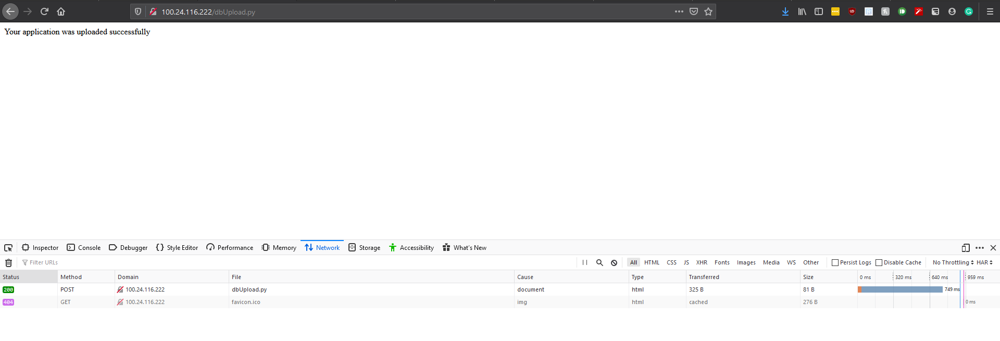 100.24.116.222/dbUpload.py
Your application was uploaded successfully
Inspector Console Debugger Style Editor Performance Memory Network Storage Accessibility What's New
Filter URLs All HTML CSS JS XHR Fonts Images Media WS Other Persist Logs Disable Cache No Throttling HAR
Status Method Domain File Cause Type Transferred Size 0 ms 320 ms 640 ms 959 ms
200 POST 100.24.116.222 dbUpload.py document html 325 B 81 B 749 ms
404 GET 100.24.116.222 favicon.ico img html cached 276 B 0 ms